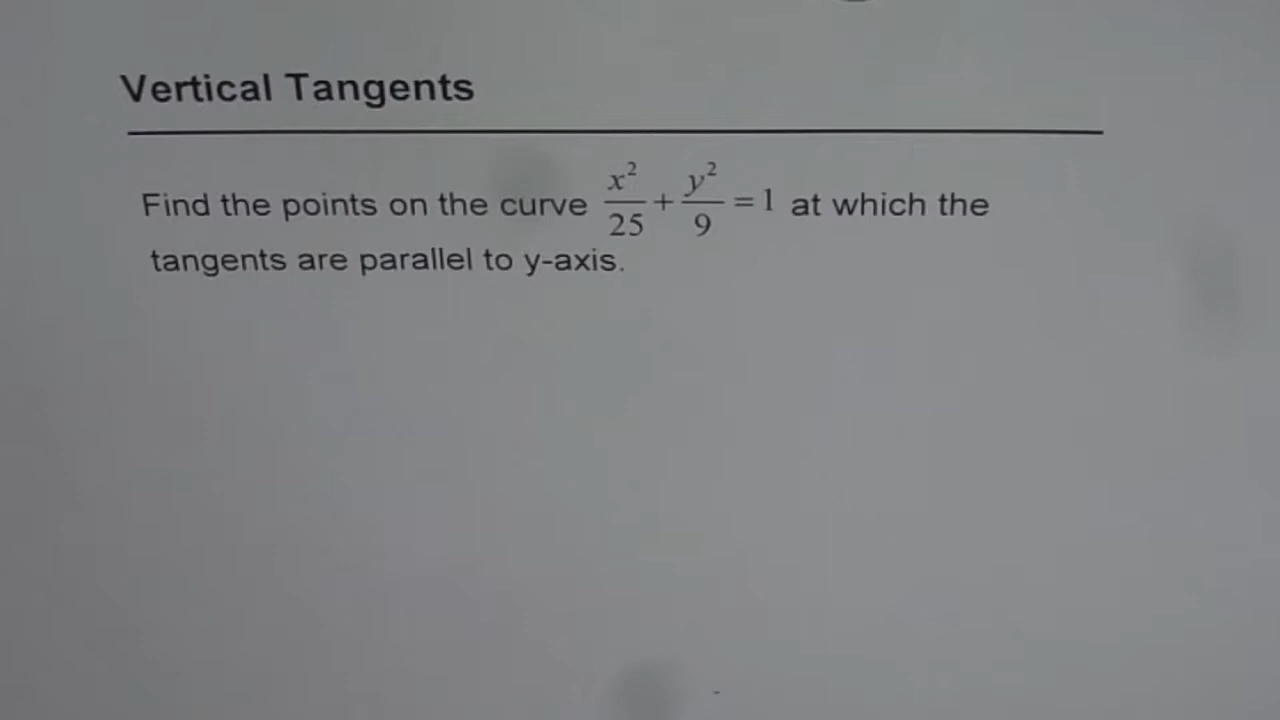 Vertical Tangents
Find the points on the curve x²/25 + y²/9 = 1 at which the
tangents are parallel to y-axis.